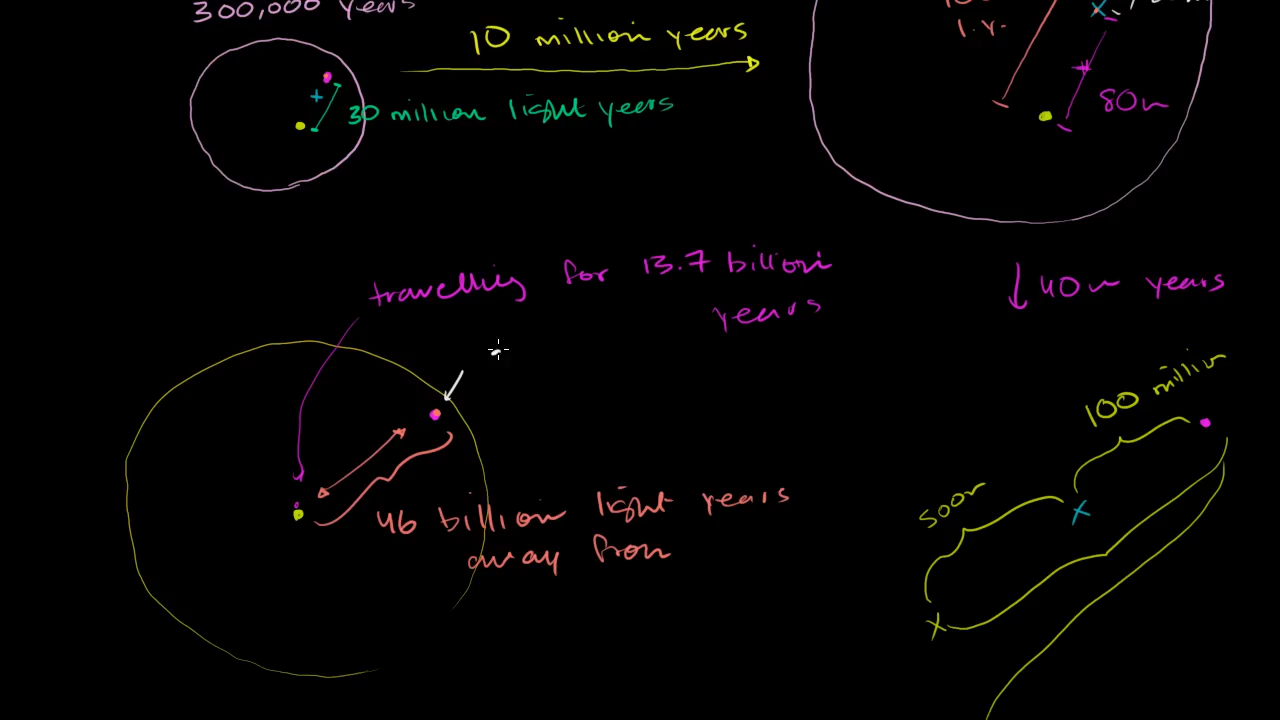 300,000 years
10 million years
30 million light years
l.y.
80m
travelling for 13.7 billion
years
40m years
100 million
500m
46 billion light years
away from